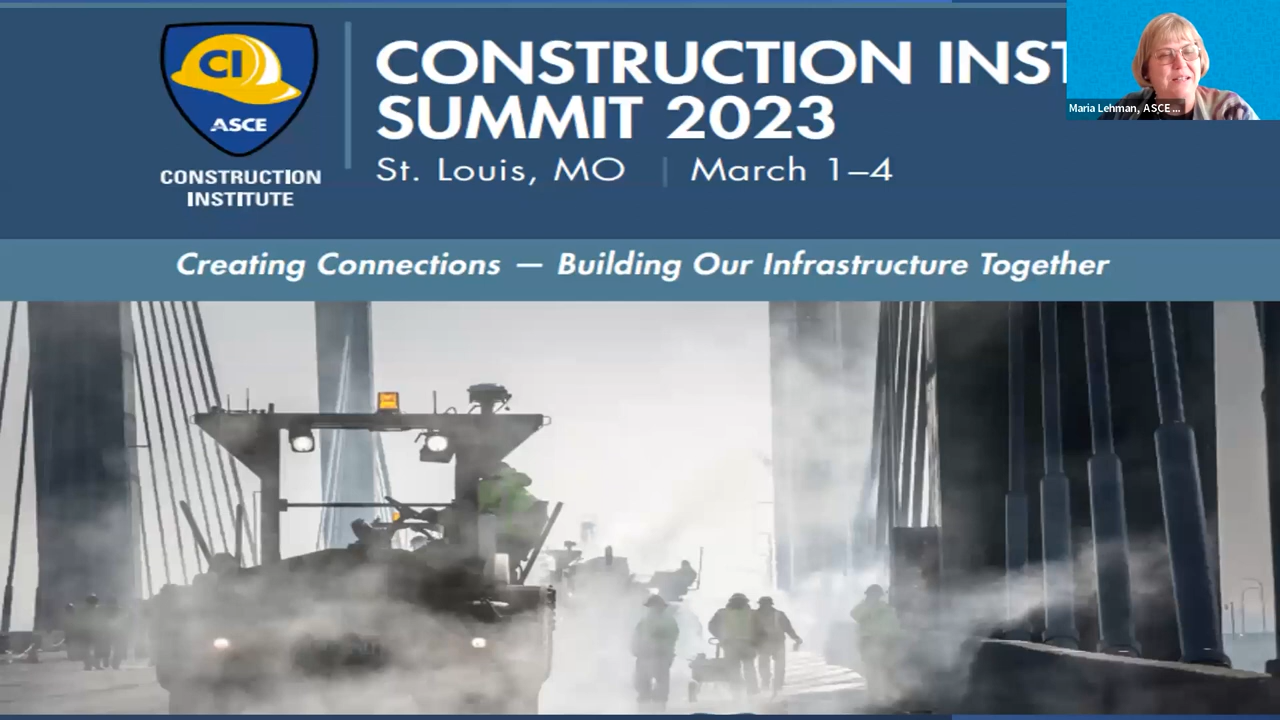 CI
ASCE
CONSTRUCTION
INSTITUTE
CONSTRUCTION INST
SUMMIT 2023
St. Louis, MO | March 1–4
Maria Lehman, ASCE ...
Creating Connections — Building Our Infrastructure Together